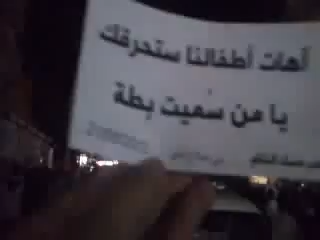 آهات أطفالنا ستحرقك
يا من سميت بطة